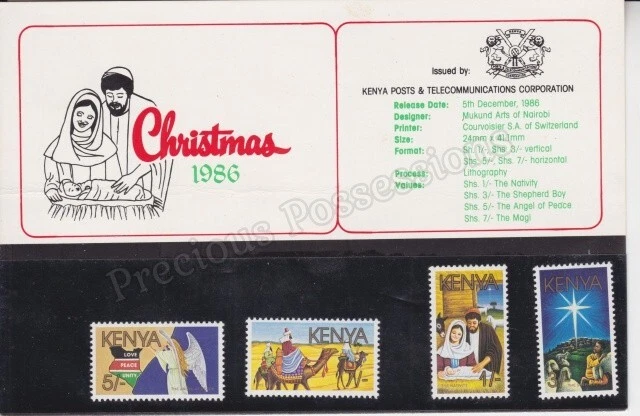 Christmas
1986
Issued by:
KENYA POSTS & TELECOMMUNICATIONS CORPORATION
Release Date: 5th December, 1986
Designer: Mukund Arts of Nairobi
Printer: Courvoisier S.A. of Switzerland
Size: 24mm x 41.1mm
Format: Sh. 1/-, Shs. 3/- vertical
Shs. 5/-, Shs. 7/- horizontal
Process: Lithography
Values: Shs. 1/- The Nativity
Shs. 3/- The Shepherd Boy
Shs. 5/- The Angel of Peace
Shs. 7/- The Magi
Precious Possessions
KENYA
LOVE
PEACE
UNITY
5/-
KENYA
KENYA
1/-
KENYA